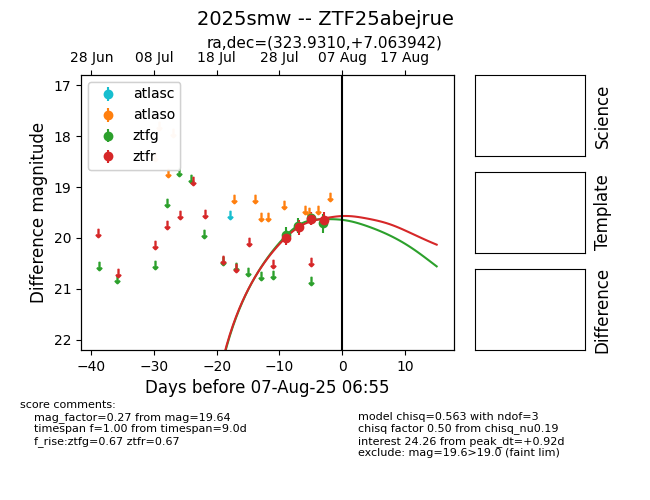 2025smw -- ZTF25abejrue
ra,dec=(323.9310,+7.063942)
28 Jun 08 Jul 18 Jul 28 Jul 07 Aug 17 Aug
atlasc
atlaso
ztfg
ztfr
17
18
19
20
21
22
Difference magnitude
−40 −30 −20 −10 0 10
Days before 07-Aug-25 06:55
Science
Template
Difference
score comments:
mag_factor=0.27 from mag=19.64
timespan f=1.00 from timespan=9.0d
f_rise:ztfg=0.67 ztfr=0.67
model chisq=0.563 with ndof=3
chisq factor 0.50 from chisq_nu0.19
interest 24.26 from peak_dt=+0.92d
exclude: mag=19.6>19.0 (faint lim)